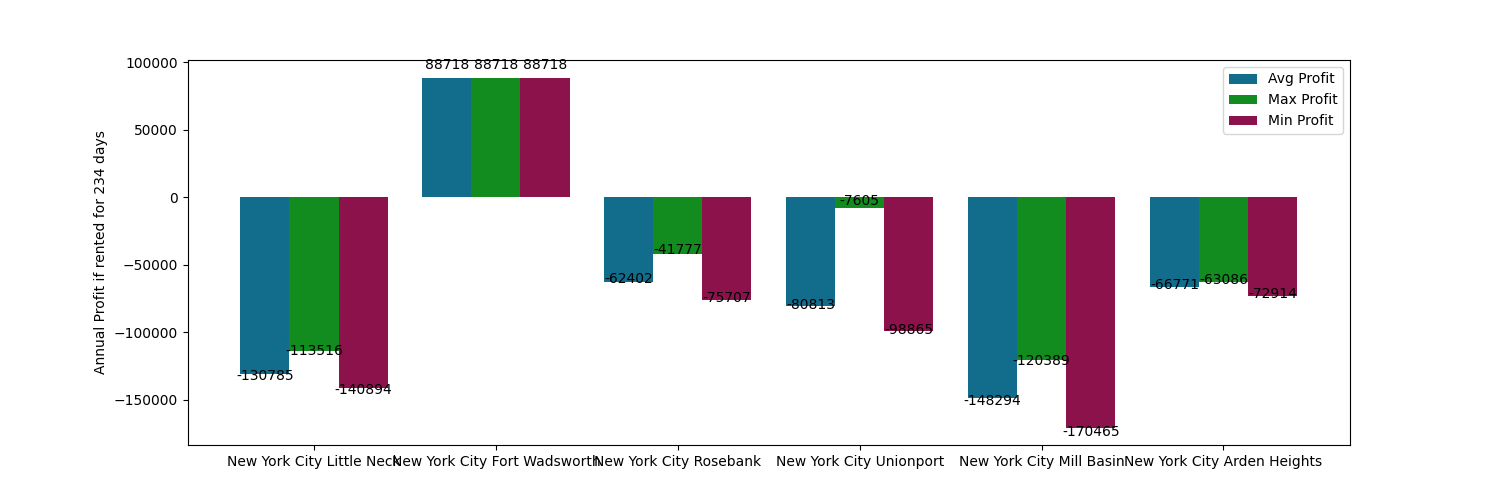 Annual Profit if rented for 234 days
100000
50000
0
−50000
−100000
−150000
88718 88718 88718
-7605
-41777
-62402
-75707
-80813
-98865
-63086
-66771
-72914
-113516
-130785
-140894
-120389
-148294
-170465
Avg Profit
Max Profit
Min Profit
New York City Little Neck
New York City Fort Wadsworth
New York City Rosebank
New York City Unionport
New York City Mill Basin
New York City Arden Heights